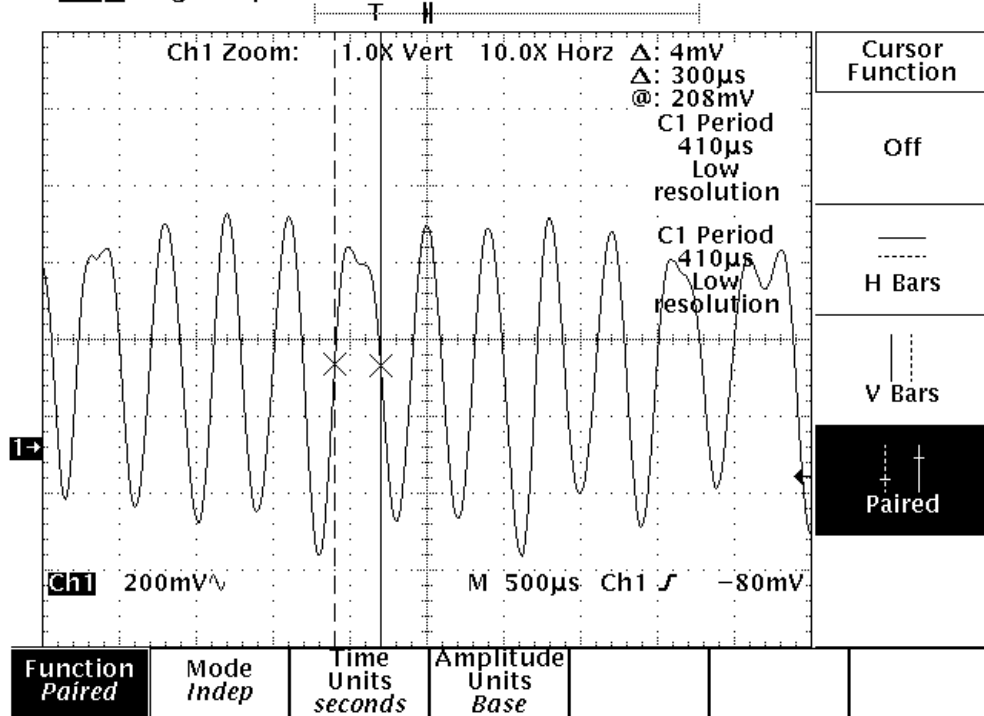 T
Ch1 Zoom: 1.0X Vert 10.0X Horz
Δ: 4mV
Δ: 300µs
@: 208mV
C1 Period
410µs
Low
resolution
C1 Period
410µs
Low
resolution
1→
Ch1 200mV∿ M 500µs Ch1 ƒ −80mV
Cursor
Function
Off
H Bars
V Bars
Paired
Function
Paired
Mode
Indep
Time
Units
seconds
Amplitude
Units
Base